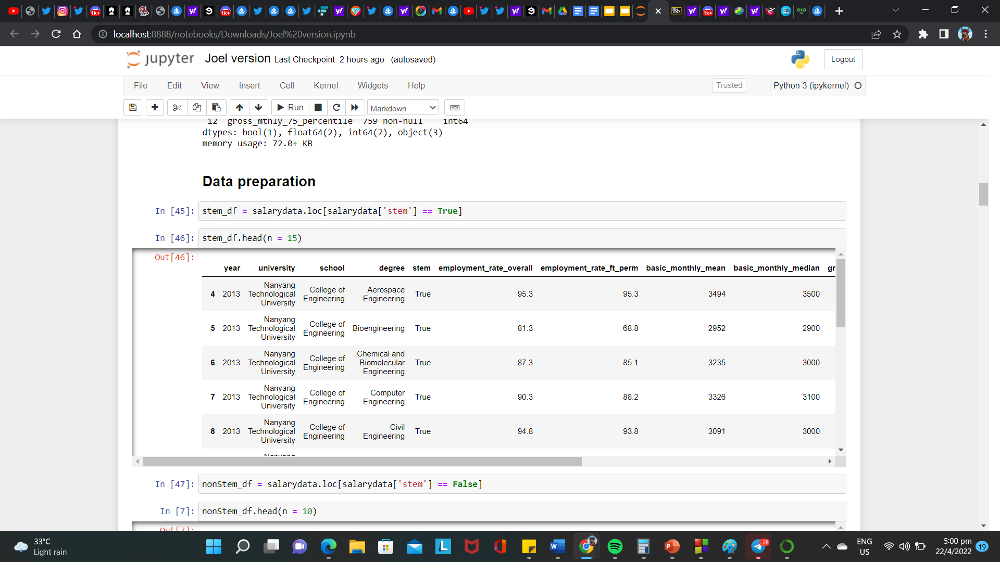 localhost:8888/notebooks/Downloads/Joel%20version.ipynb
jupyter Joel version Last Checkpoint: 2 hours ago (autosaved)
Logout
File Edit View Insert Cell Kernel Widgets Help
Trusted
Python 3 (ipykernel)
Run
Markdown
12 gross_mthly_75_percentile 759 non-null int64
dtypes: bool(1), float64(2), int64(7), object(3)
memory usage: 72.0+ KB
Data preparation
In [45]: stem_df = salarydata.loc[salarydata['stem'] == True]
In [46]: stem_df.head(n = 15)
Out[46]:
year university school degree stem employment_rate_overall employment_rate_ft_perm basic_monthly_mean basic_monthly_median gr
4 2013 Nanyang Technological University College of Engineering Aerospace Engineering True 95.3 95.3 3494 3500
5 2013 Nanyang Technological University College of Engineering Bioengineering True 81.3 68.8 2952 2900
6 2013 Nanyang Technological University College of Engineering Chemical and Biomolecular Engineering True 87.3 85.1 3235 3000
7 2013 Nanyang Technological University College of Engineering Computer Engineering True 90.3 88.2 3326 3100
8 2013 Nanyang Technological University College of Engineering Civil Engineering True 94.8 93.8 3091 3000
In [47]: nonStem_df = salarydata.loc[salarydata['stem'] == False]
In [7]: nonStem_df.head(n = 10)
Out[7]:
33°C
Light rain
ENG
US
5:00 pm
22/4/2022
19